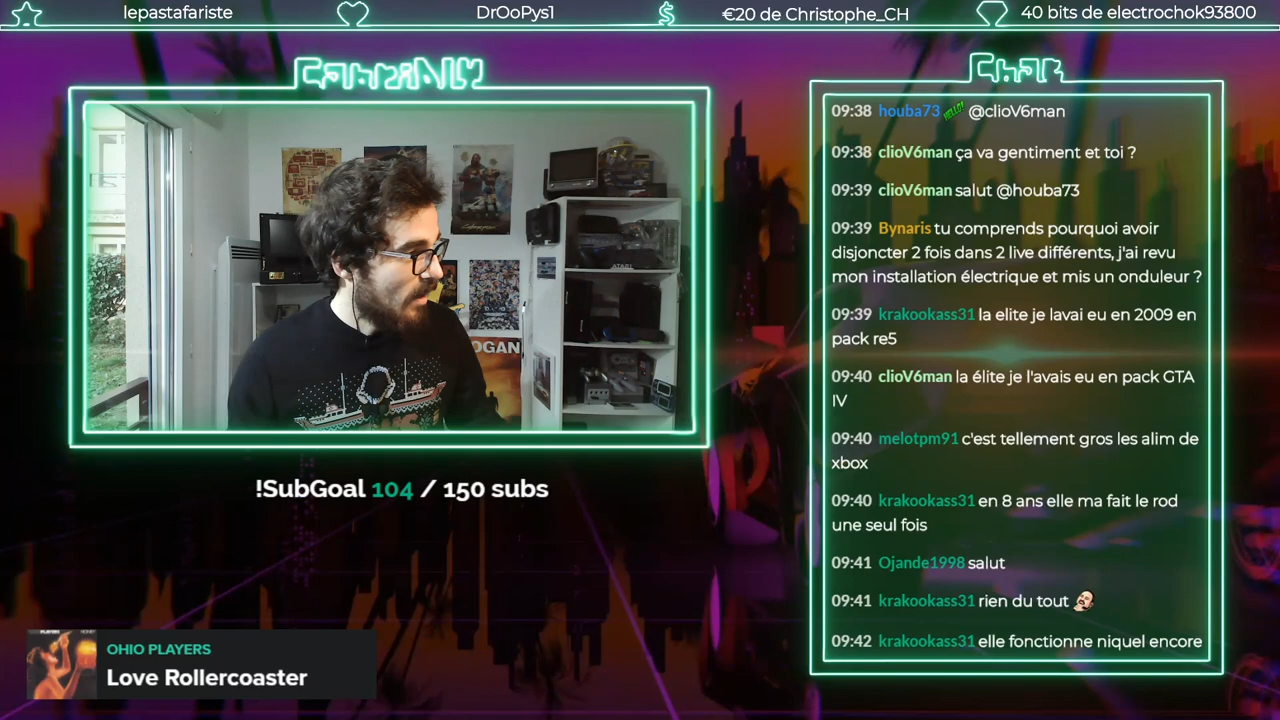 lepastafariste
DrOoPys1
€20 de Christophe_CH
40 bits de electrochok93800
Chat
09:38 houba73 HELLO! @clioV6man
09:38 clioV6man ça va gentiment et toi ?
09:39 clioV6man salut @houba73
09:39 Bynaris tu comprends pourquoi avoir
disjoncter 2 fois dans 2 live différents, j'ai revu
mon installation électrique et mis un onduleur ?
09:39 krakookass31 la elite je lavai eu en 2009 en
pack re5
09:40 clioV6man la élite je l'avais eu en pack GTA
IV
09:40 melotpm91 c'est tellement gros les alim de
xbox
09:40 krakookass31 en 8 ans elle ma fait le rod
une seul fois
09:41 Ojande1998 salut
09:41 krakookass31 rien du tout
09:42 krakookass31 elle fonctionne niquel encore
ATARI
OGAN
!SubGoal 104 / 150 subs
OHIO PLAYERS
Love Rollercoaster